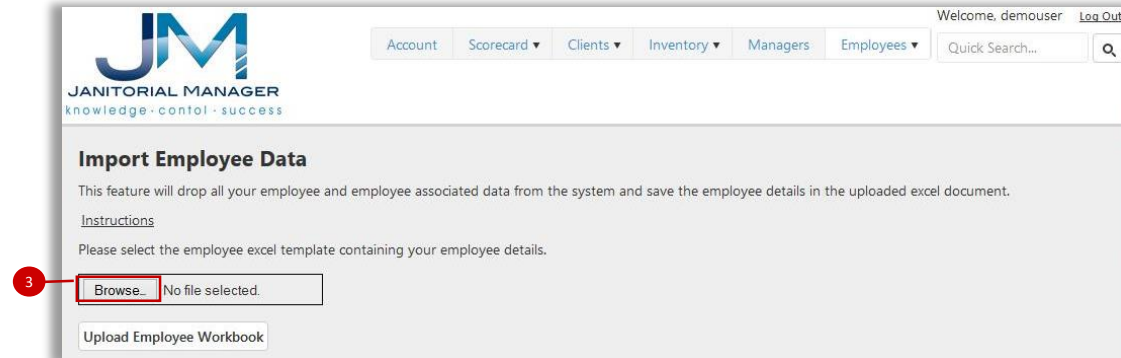 Welcome, demouser Log Out
JM
Account Scorecard ▼ Clients ▼ Inventory ▼ Managers Employees ▼ Quick Search...
JANITORIAL MANAGER
knowledge · contol · success
Import Employee Data
This feature will drop all your employee and employee associated data from the system and save the employee details in the uploaded excel document.
Instructions
Please select the employee excel template containing your employee details.
3
Browse... No file selected.
Upload Employee Workbook